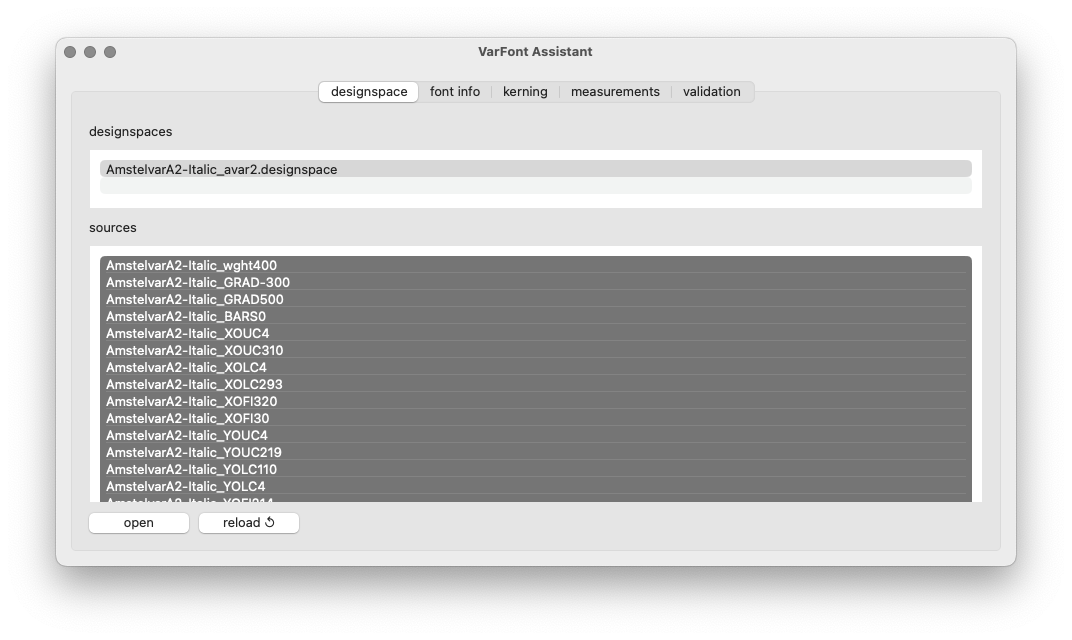 VarFont Assistant
designspace font info kerning measurements validation
designspaces
AmstelvarA2-Italic_avar2.designspace
sources
AmstelvarA2-Italic_wght400
AmstelvarA2-Italic_GRAD-300
AmstelvarA2-Italic_GRAD500
AmstelvarA2-Italic_BARS0
AmstelvarA2-Italic_XOUC4
AmstelvarA2-Italic_XOUC310
AmstelvarA2-Italic_XOLC4
AmstelvarA2-Italic_XOLC293
AmstelvarA2-Italic_XOFI320
AmstelvarA2-Italic_XOFI30
AmstelvarA2-Italic_YOUC4
AmstelvarA2-Italic_YOUC219
AmstelvarA2-Italic_YOLC110
AmstelvarA2-Italic_YOLC4
open reload ↺